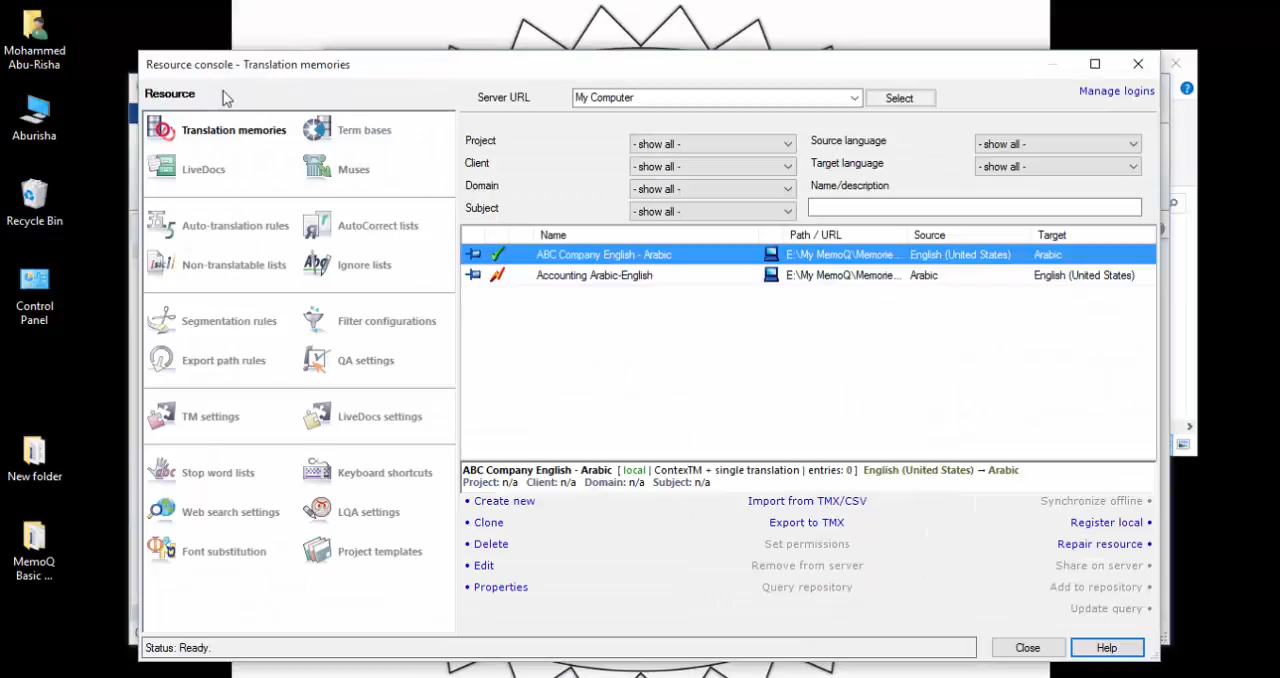 Mohammed
Abu-Risha
Aburisha
Recycle Bin
Control
Panel
New folder
MemoQ
Basic ...
Resource console - Translation memories
Resource
Server URL
My Computer
Select
Manage logins
Translation memories
Term bases
LiveDocs
Muses
Auto-translation rules
AutoCorrect lists
Non-translatable lists
Ignore lists
Segmentation rules
Filter configurations
Export path rules
QA settings
TM settings
LiveDocs settings
Stop word lists
Keyboard shortcuts
Web search settings
LQA settings
Font substitution
Project templates
Project
- show all -
Source language
- show all -
Client
- show all -
Target language
- show all -
Domain
- show all -
Name/description
Subject
- show all -
Name
Path / URL
Source
Target
ABC Company English - Arabic
E:\My MemoQ\Memorie...
English (United States)
Arabic
Accounting Arabic-English
E:\My MemoQ\Memorie...
Arabic
English (United States)
ABC Company English - Arabic [ local | ContexTM + single translation | entries: 0 ] English (United States) → Arabic
Project: n/a Client: n/a Domain: n/a Subject: n/a
• Create new
Import from TMX/CSV
Synchronize offline •
• Clone
Export to TMX
Register local •
• Delete
Set permissions
Repair resource •
• Edit
Remove from server
Share on server •
• Properties
Query repository
Add to repository •
Update query •
Status: Ready.
Close
Help